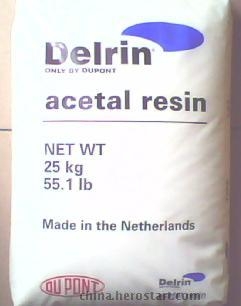 Delrin®
ONLY BY DUPONT
acetal resin
NET WT
25 kg
55.1 lb
Made in the Netherlands
DUPONT
Delrin
china.herostart.com